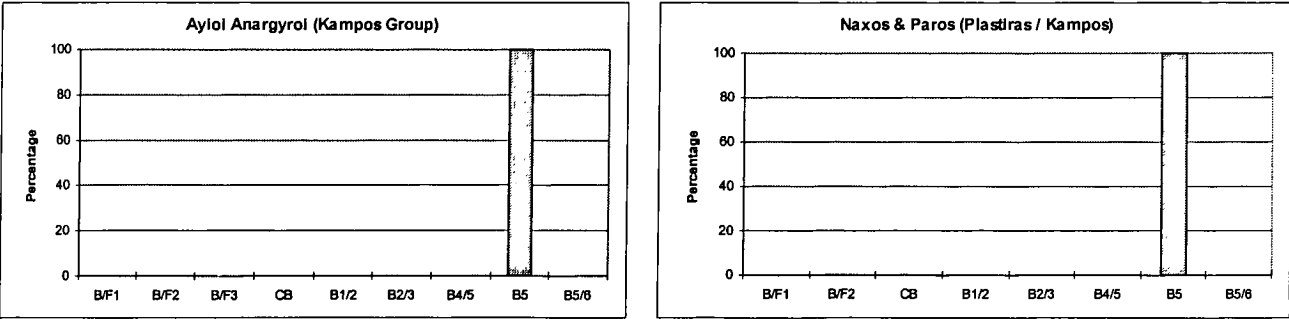 Aylol Anargyrol (Kampos Group)
Percentage
100
80
60
40
20
0
B/F1 B/F2 B/F3 CB B1/2 B2/3 B4/5 B5 B5/6
Naxos & Paros (Plastiras / Kampos)
Percentage
100
80
60
40
20
0
B/F1 B/F2 CB B1/2 B2/3 B4/5 B5 B5/6